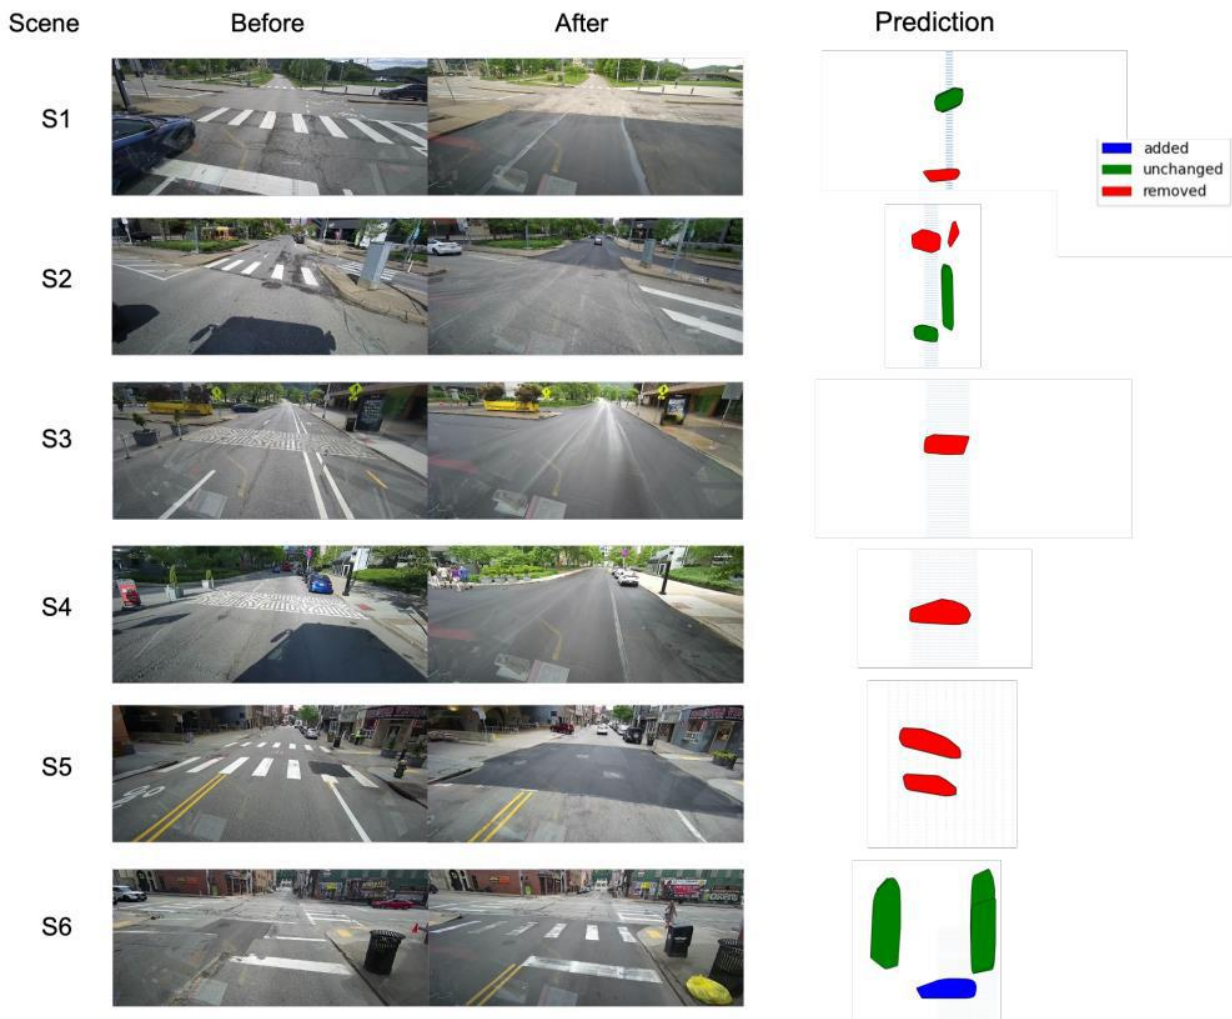 Scene Before After Prediction
S1
added
unchanged
removed
S2
S3
S4
S5
S6